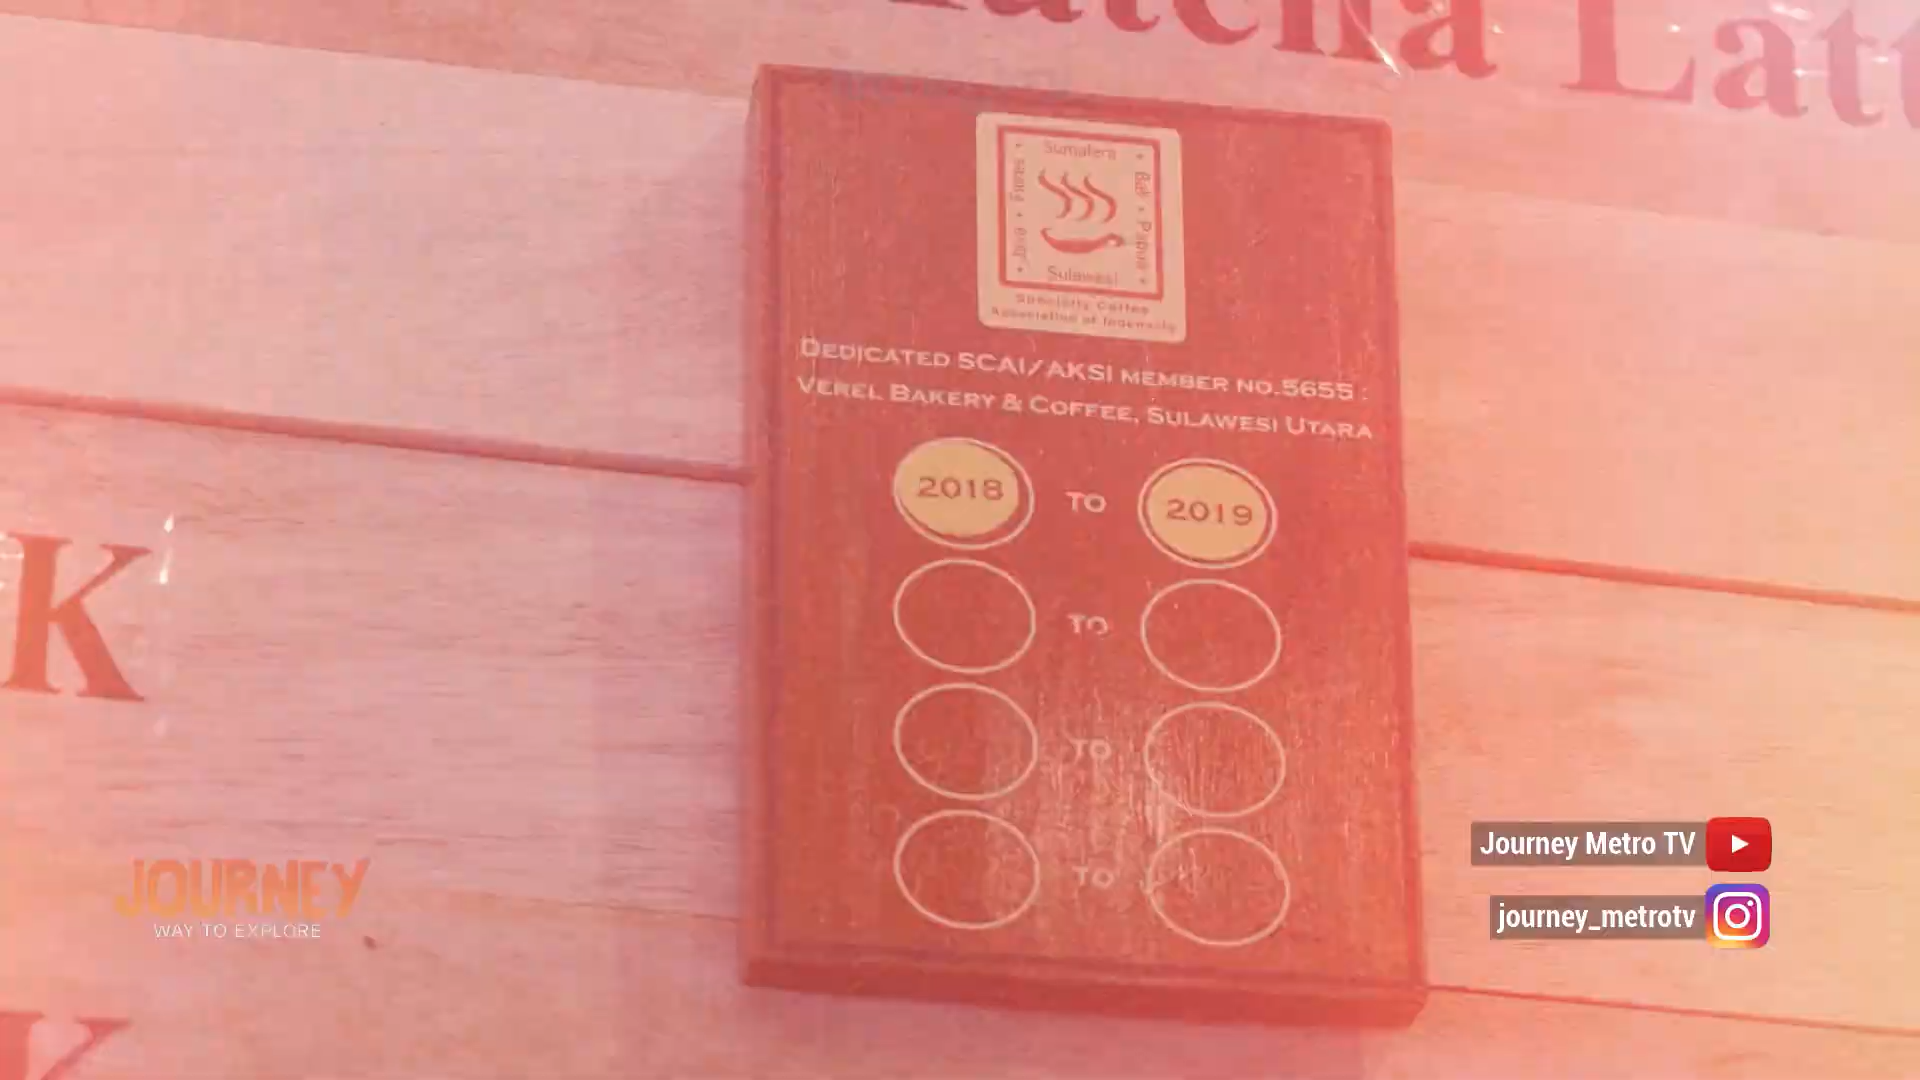 Latt
Sumatera
Bali • Papua
Sulawesi
Java • Flores
Specialty Coffee
Association of Indonesia
DEDICATED SCAI/AKSI MEMBER NO.5655 :
VEREL BAKERY & COFFEE, SULAWESI UTARA
2018 TO 2019
TO
TO
TO
K
K
JOURNEY
WAY TO EXPLORE
Journey Metro TV
journey_metrotv